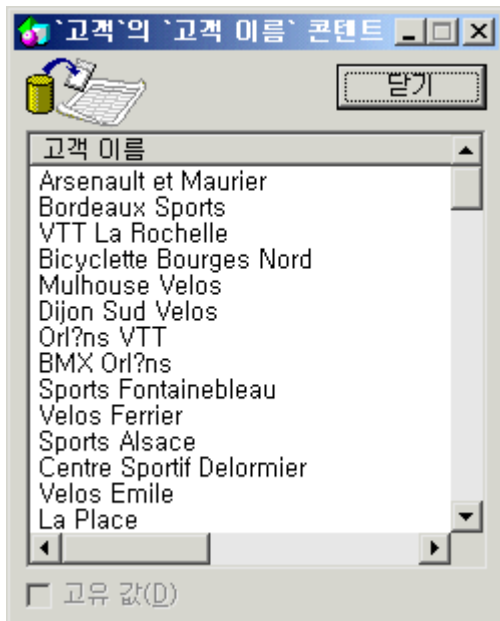 `고객`의 `고객 이름` 콘텐트
닫기
고객 이름
Arsenault et Maurier
Bordeaux Sports
VTT La Rochelle
Bicyclette Bourges Nord
Mulhouse Velos
Dijon Sud Velos
Orl?ns VTT
BMX Orl?ns
Sports Fontainebleau
Velos Ferrier
Sports Alsace
Centre Sportif Delormier
Velos Emile
La Place
고유 값(D)